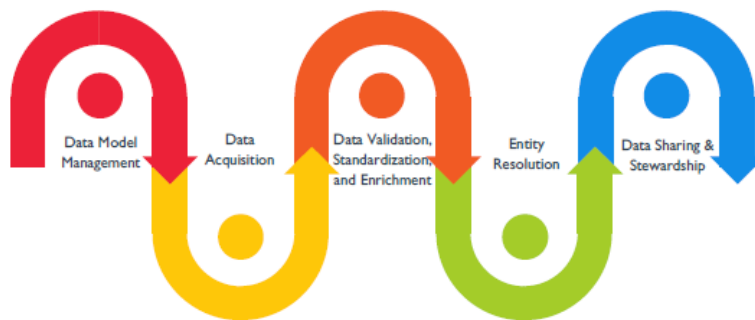 Data Model
Management
Data
Acquisition
Data Validation,
Standardization,
and Enrichment
Entity
Resolution
Data Sharing &
Stewardship